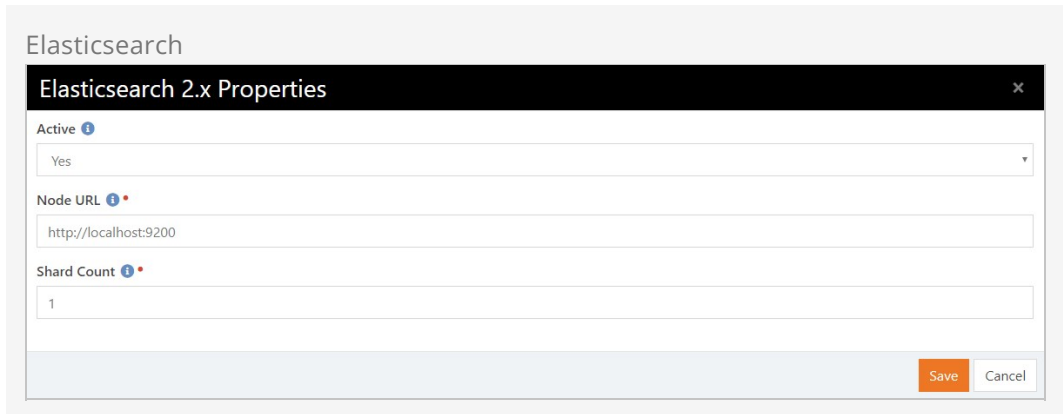 Elasticsearch
Elasticsearch 2.x Properties ×
Active
Yes
Node URL
http://localhost:9200
Shard Count
1
Save Cancel